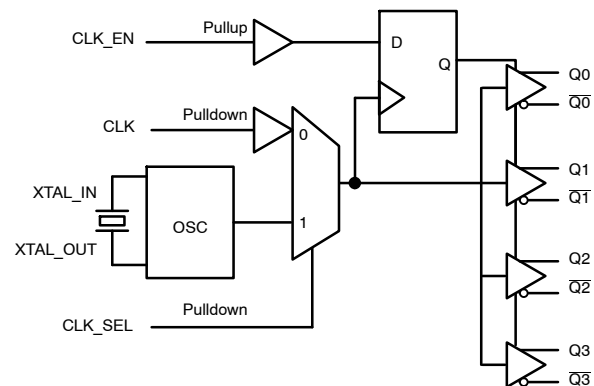 Pullup
CLK_EN
D
Q
Q0
Q0
Pulldown
CLK
0
Q1
XTAL_IN
Q1
OSC
1
XTAL_OUT
Q2
Q2
Pulldown
CLK_SEL
Q3
Q3